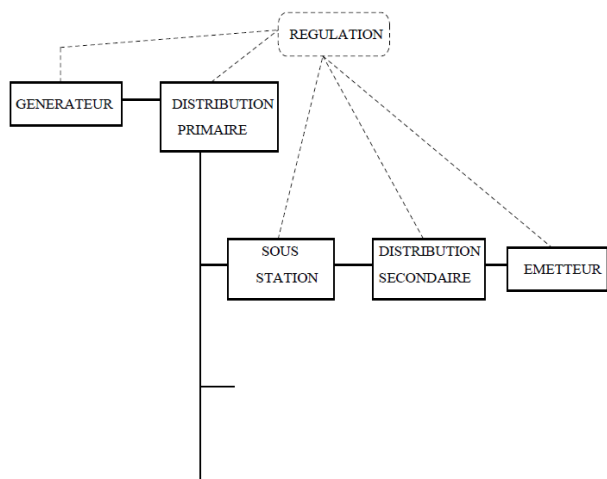 REGULATION
GENERATEUR
DISTRIBUTION
PRIMAIRE
SOUS
STATION
DISTRIBUTION
SECONDAIRE
EMETTEUR